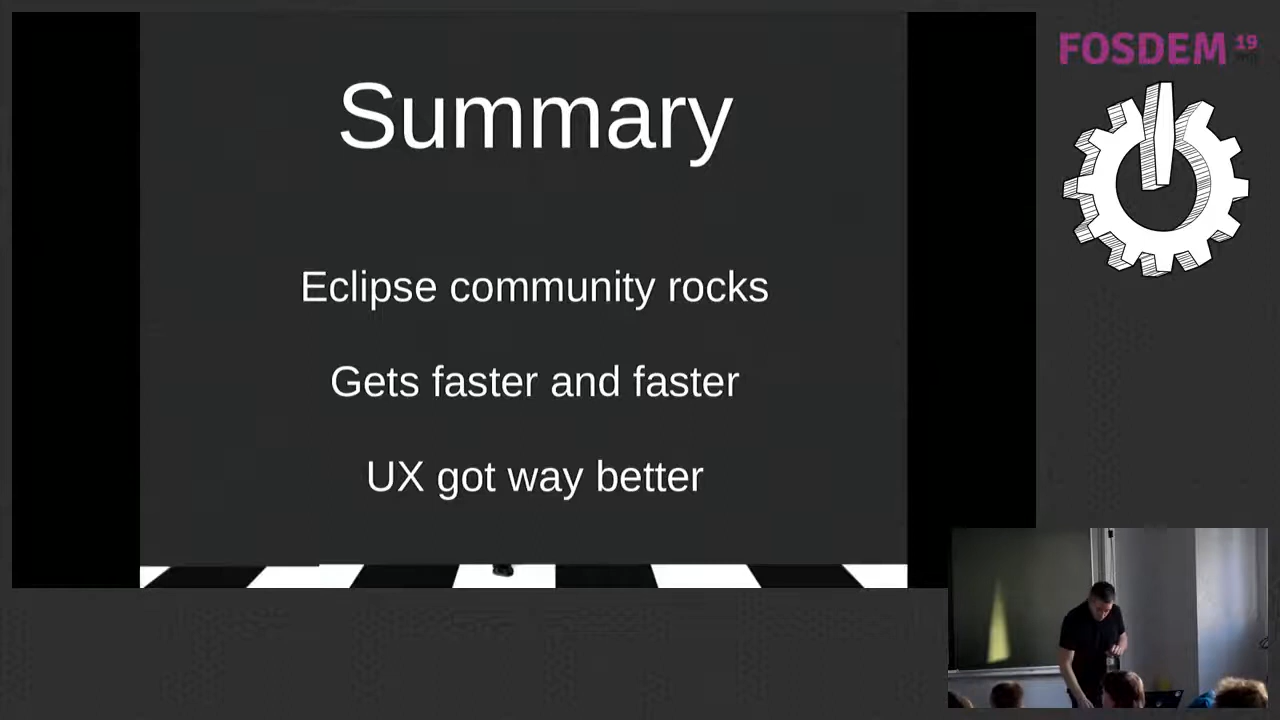 Summary
Eclipse community rocks
Gets faster and faster
UX got way better
FOSDEM 19